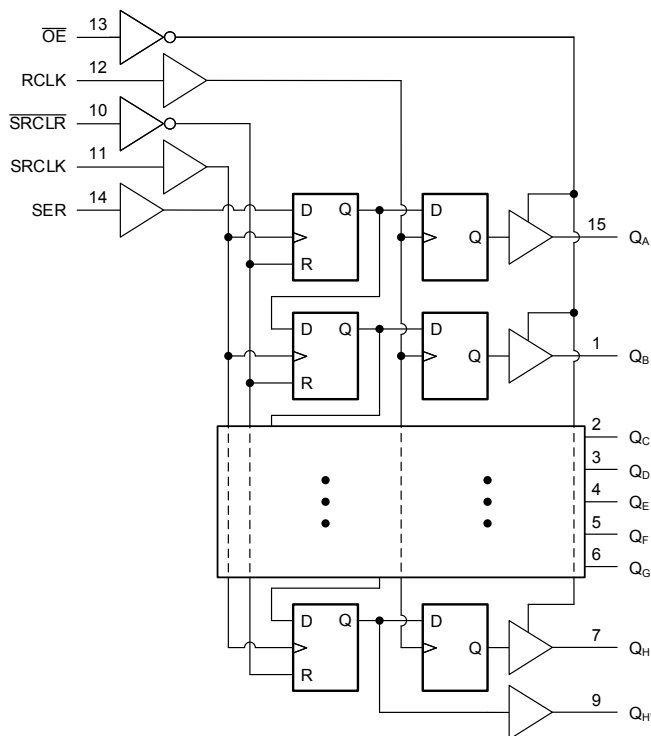 OE 13
RCLK 12
SRCLR 10
SRCLK 11
SER 14
D Q D
R Q 15 QA
D Q D
R Q 1 QB
2 QC
3 QD
4 QE
5 QF
6 QG
D Q D
R Q 7 QH
9 QH'